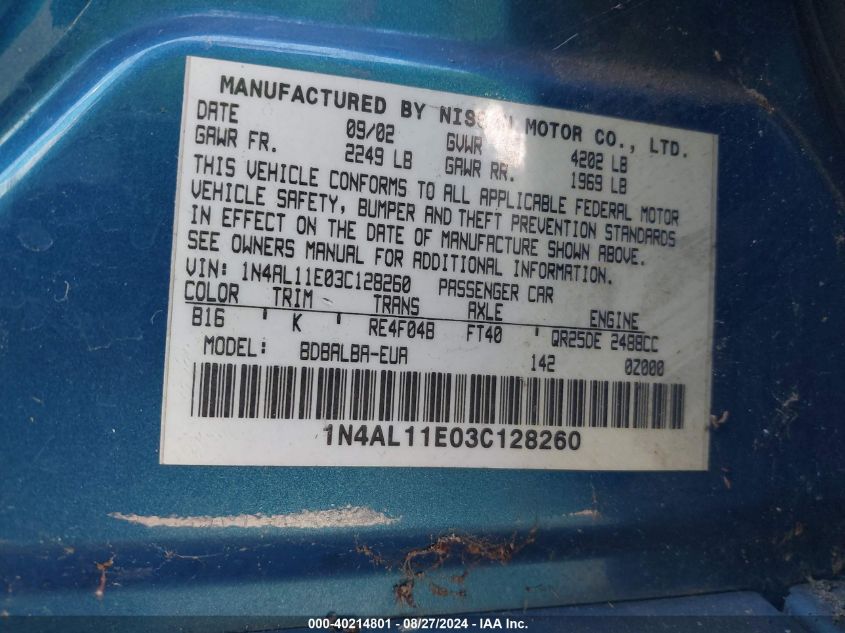 MANUFACTURED BY NISSAN MOTOR CO., LTD.
DATE 09/02 GVWR 4202 LB
GAWR FR. 2249 LB GAWR RR. 1969 LB
THIS VEHICLE CONFORMS TO ALL APPLICABLE FEDERAL MOTOR
VEHICLE SAFETY, BUMPER AND THEFT PREVENTION STANDARDS
IN EFFECT ON THE DATE OF MANUFACTURE SHOWN ABOVE.
SEE OWNERS MANUAL FOR ADDITIONAL INFORMATION.
VIN: 1N4AL11E03C128260 PASSENGER CAR
COLOR TRIM TRANS AXLE ENGINE
B16 K RE4F04B FT40 QR25DE 2488CC
MODEL: BDBALBA-EUA 142 0Z000
1N4AL11E03C128260
000-40214801 - 08/27/2024 - IAA Inc.